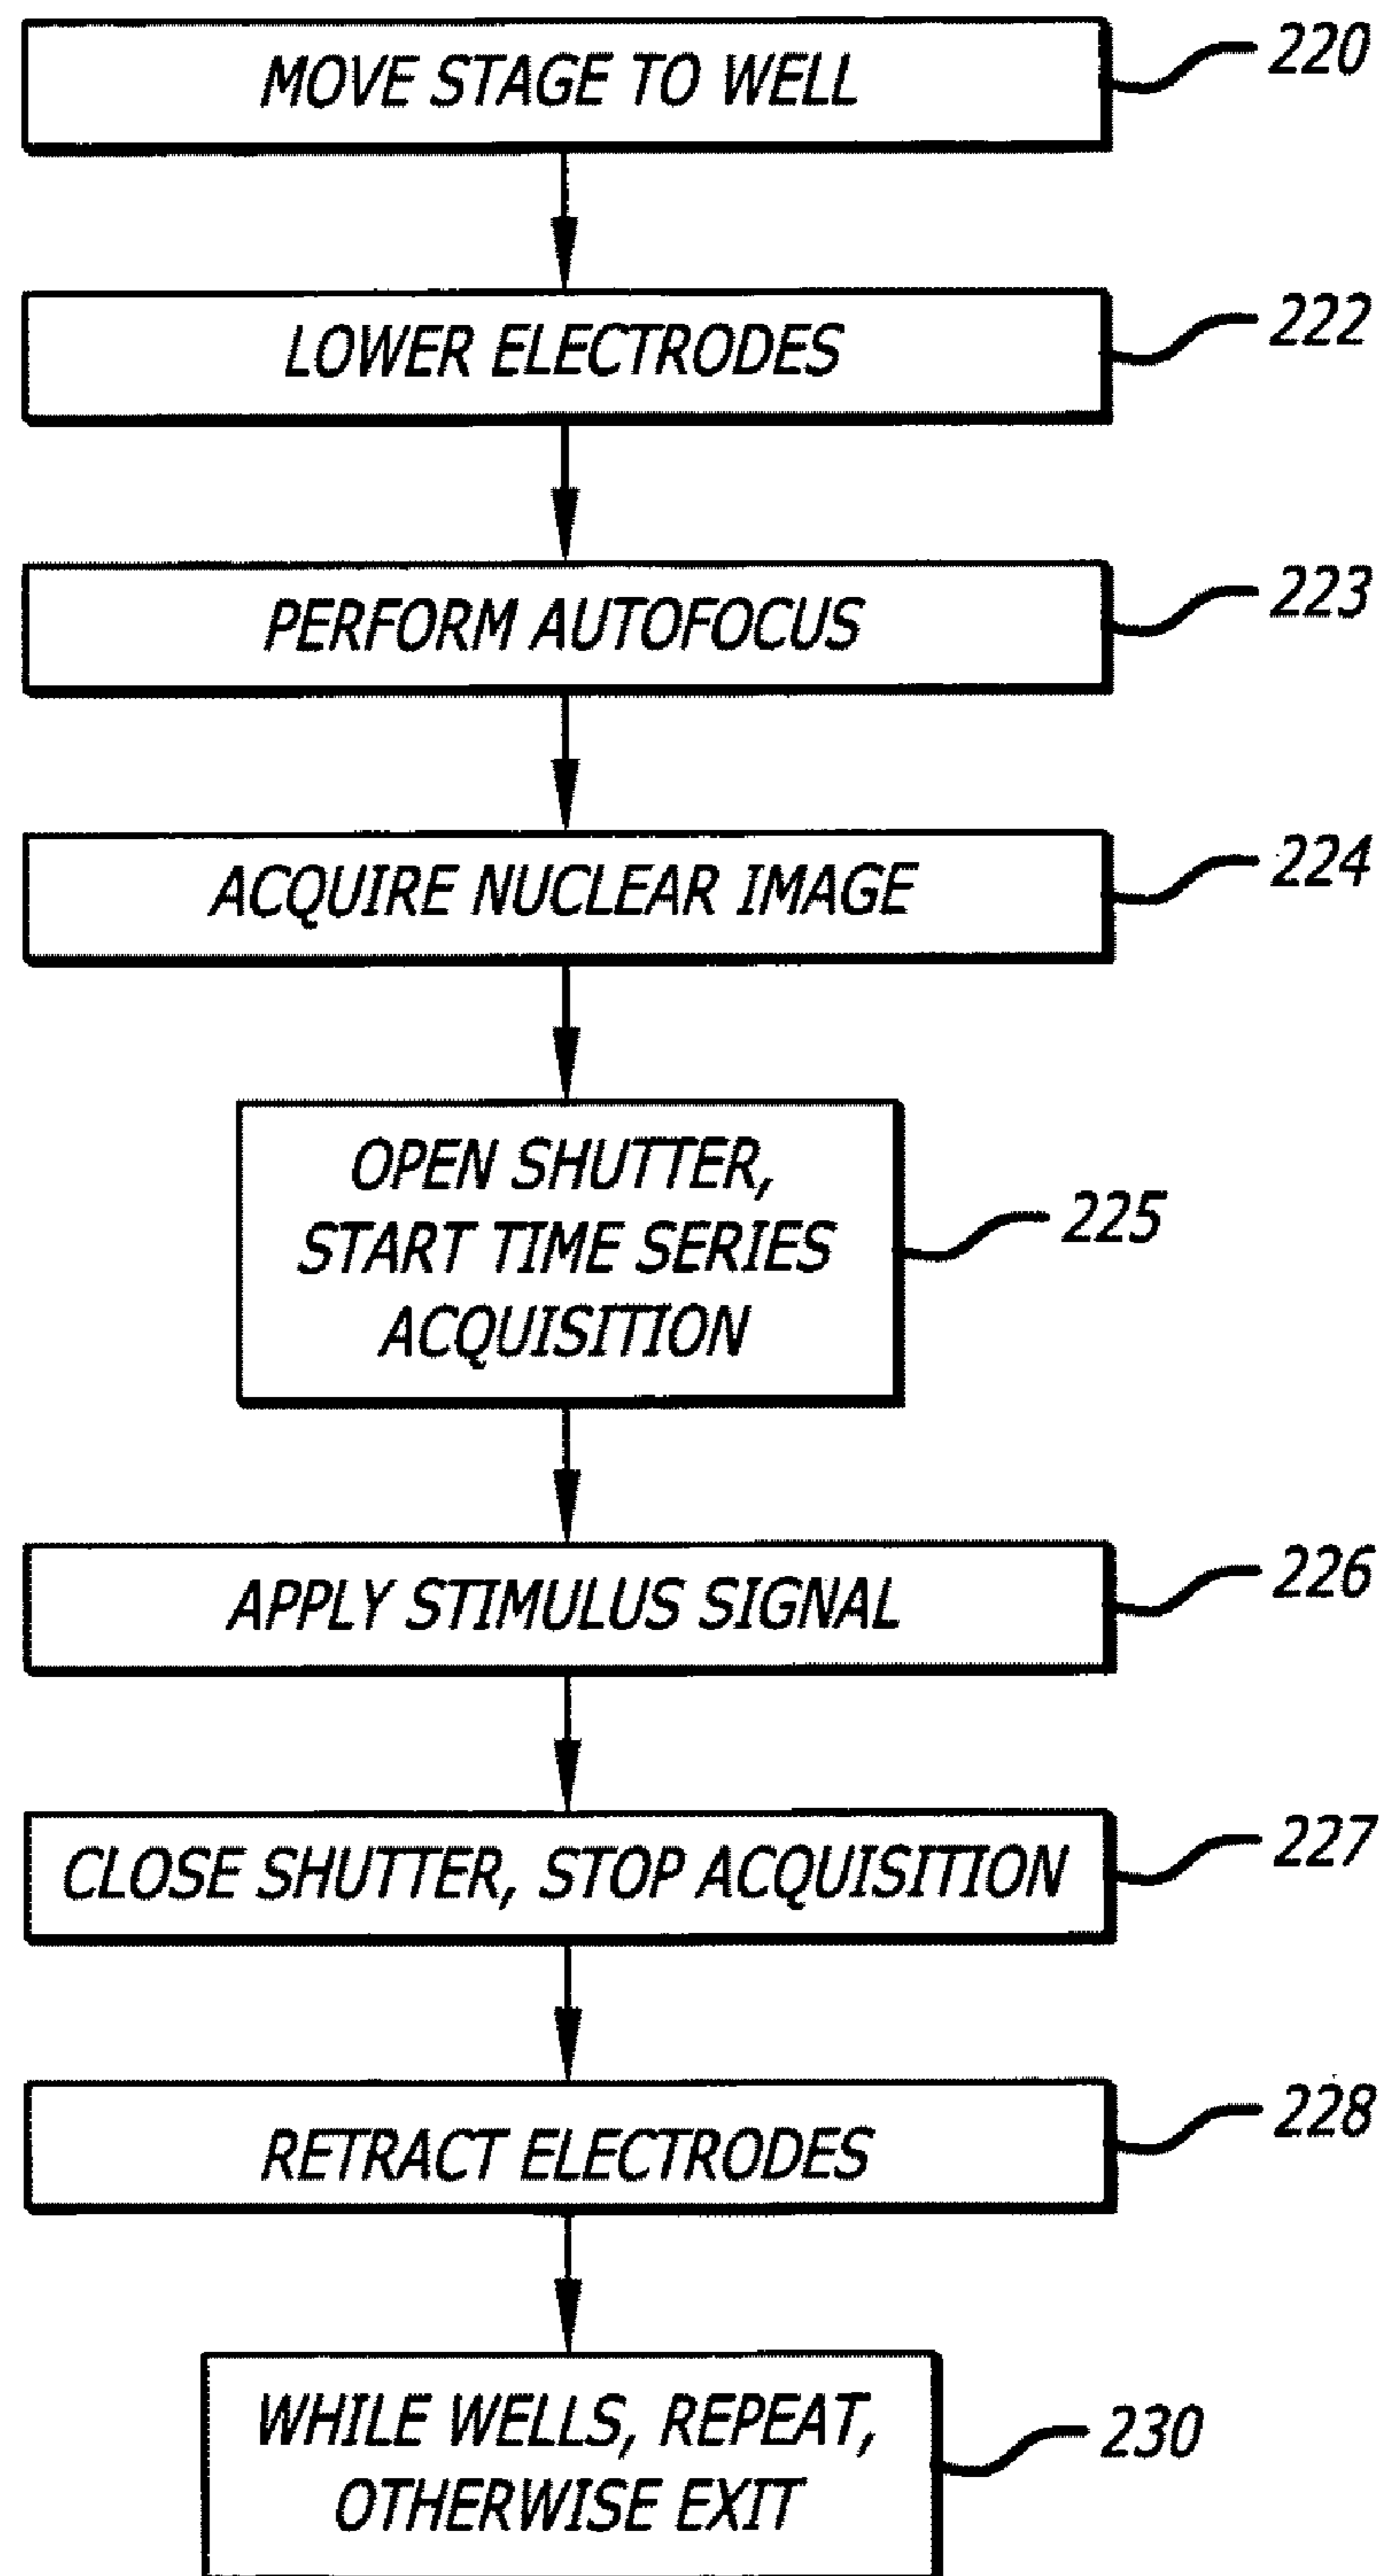 MOVE STAGE TO WELL
220
LOWER ELECTRODES
222
PERFORM AUTOFOCUS
223
ACQUIRE NUCLEAR IMAGE
224
OPEN SHUTTER,
START TIME SERIES
ACQUISITION
225
APPLY STIMULUS SIGNAL
226
CLOSE SHUTTER, STOP ACQUISITION
227
RETRACT ELECTRODES
228
WHILE WELLS, REPEAT,
OTHERWISE EXIT
230